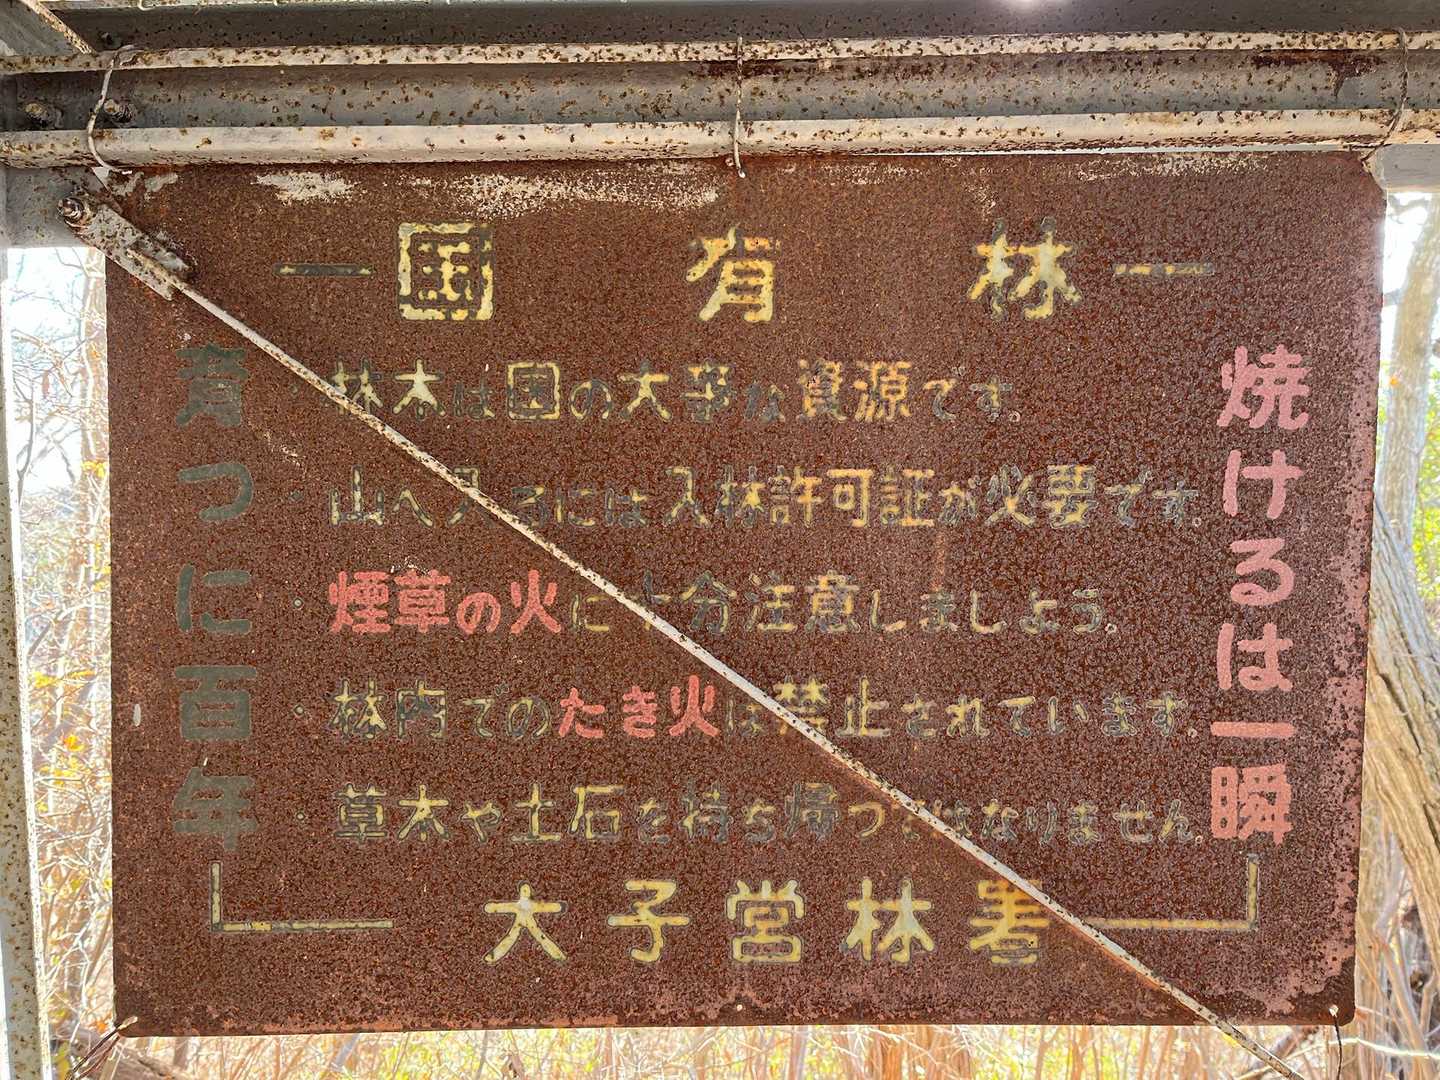 国有林
焼けるは一瞬
・林木は国の大事な資源です。
・山へ入るには入林許可証が必要です。
・煙草の火に十分注意しましょう。
・林内でのたき火は禁止されています。
・草木や土石を持ち帰ってはなりません。
育つに百年
大子営林署